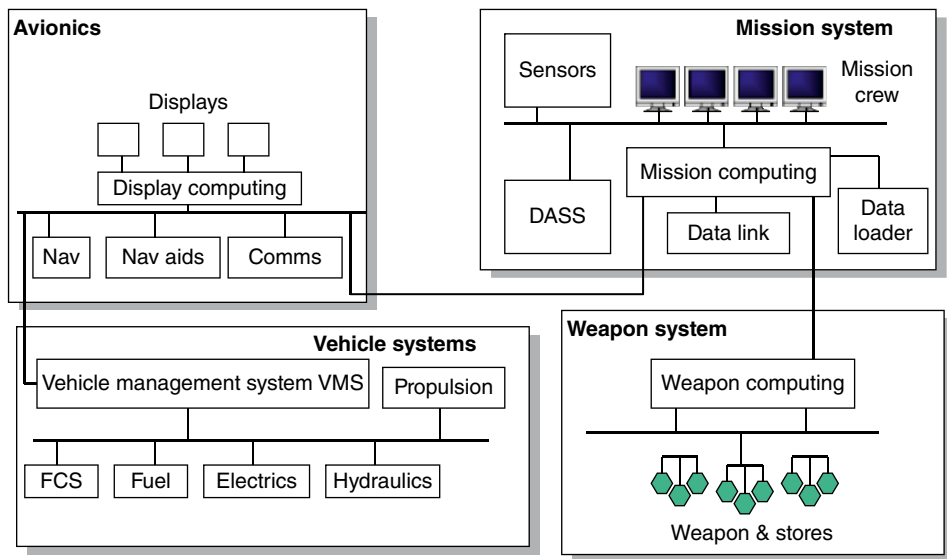 Avionics
Displays
Display computing
Nav
Nav aids
Comms
Mission system
Sensors
Mission
crew
Mission computing
DASS
Data link
Data
loader
Vehicle systems
Vehicle management system VMS
Propulsion
FCS
Fuel
Electrics
Hydraulics
Weapon system
Weapon computing
Weapon & stores